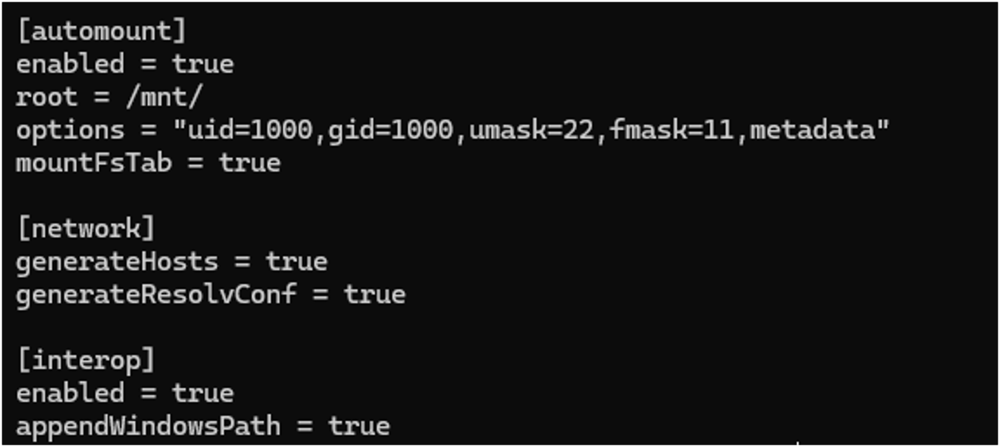 [automount]
enabled = true
root = /mnt/
options = "uid=1000,gid=1000,umask=22,fmask=11,metadata"
mountFsTab = true
[network]
generateHosts = true
generateResolvConf = true
[interop]
enabled = true
appendWindowsPath = true